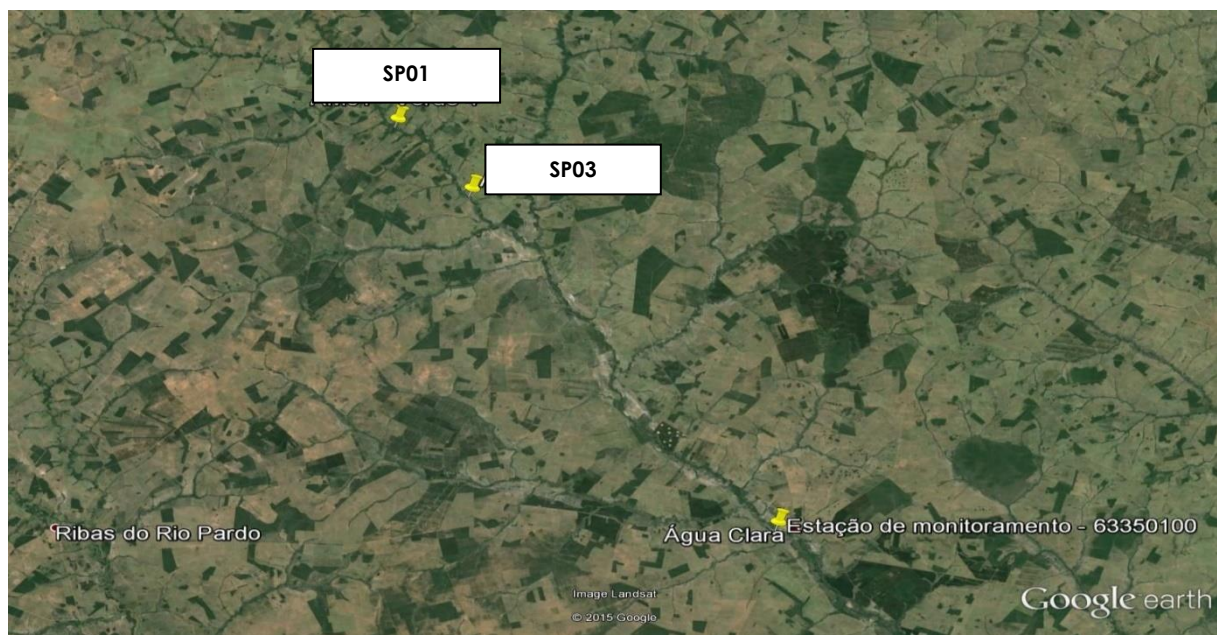 SP01
SP03
Ribas do Rio Pardo
Água Clara
Estação de monitoramento - 63350100
Image Landsat
© 2015 Google
Google earth